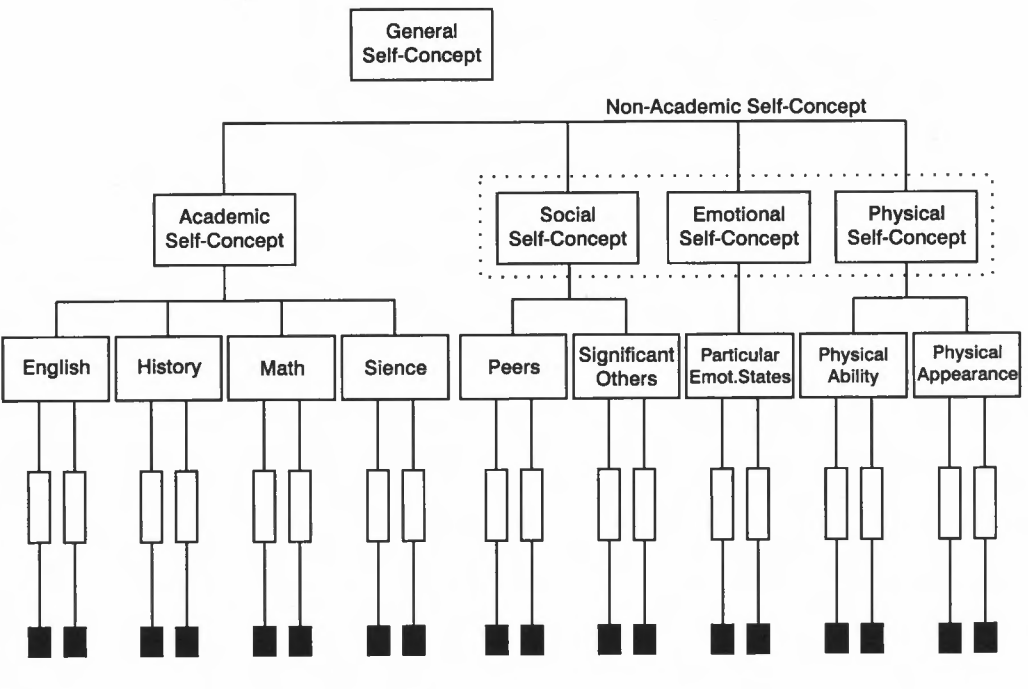 General
Self-Concept
Non-Academic Self-Concept
Academic
Self-Concept
Social
Self-Concept
Emotional
Self-Concept
Physical
Self-Concept
English
History
Math
Sience
Peers
Significant
Others
Particular
Emot.States
Physical
Ability
Physical
Appearance